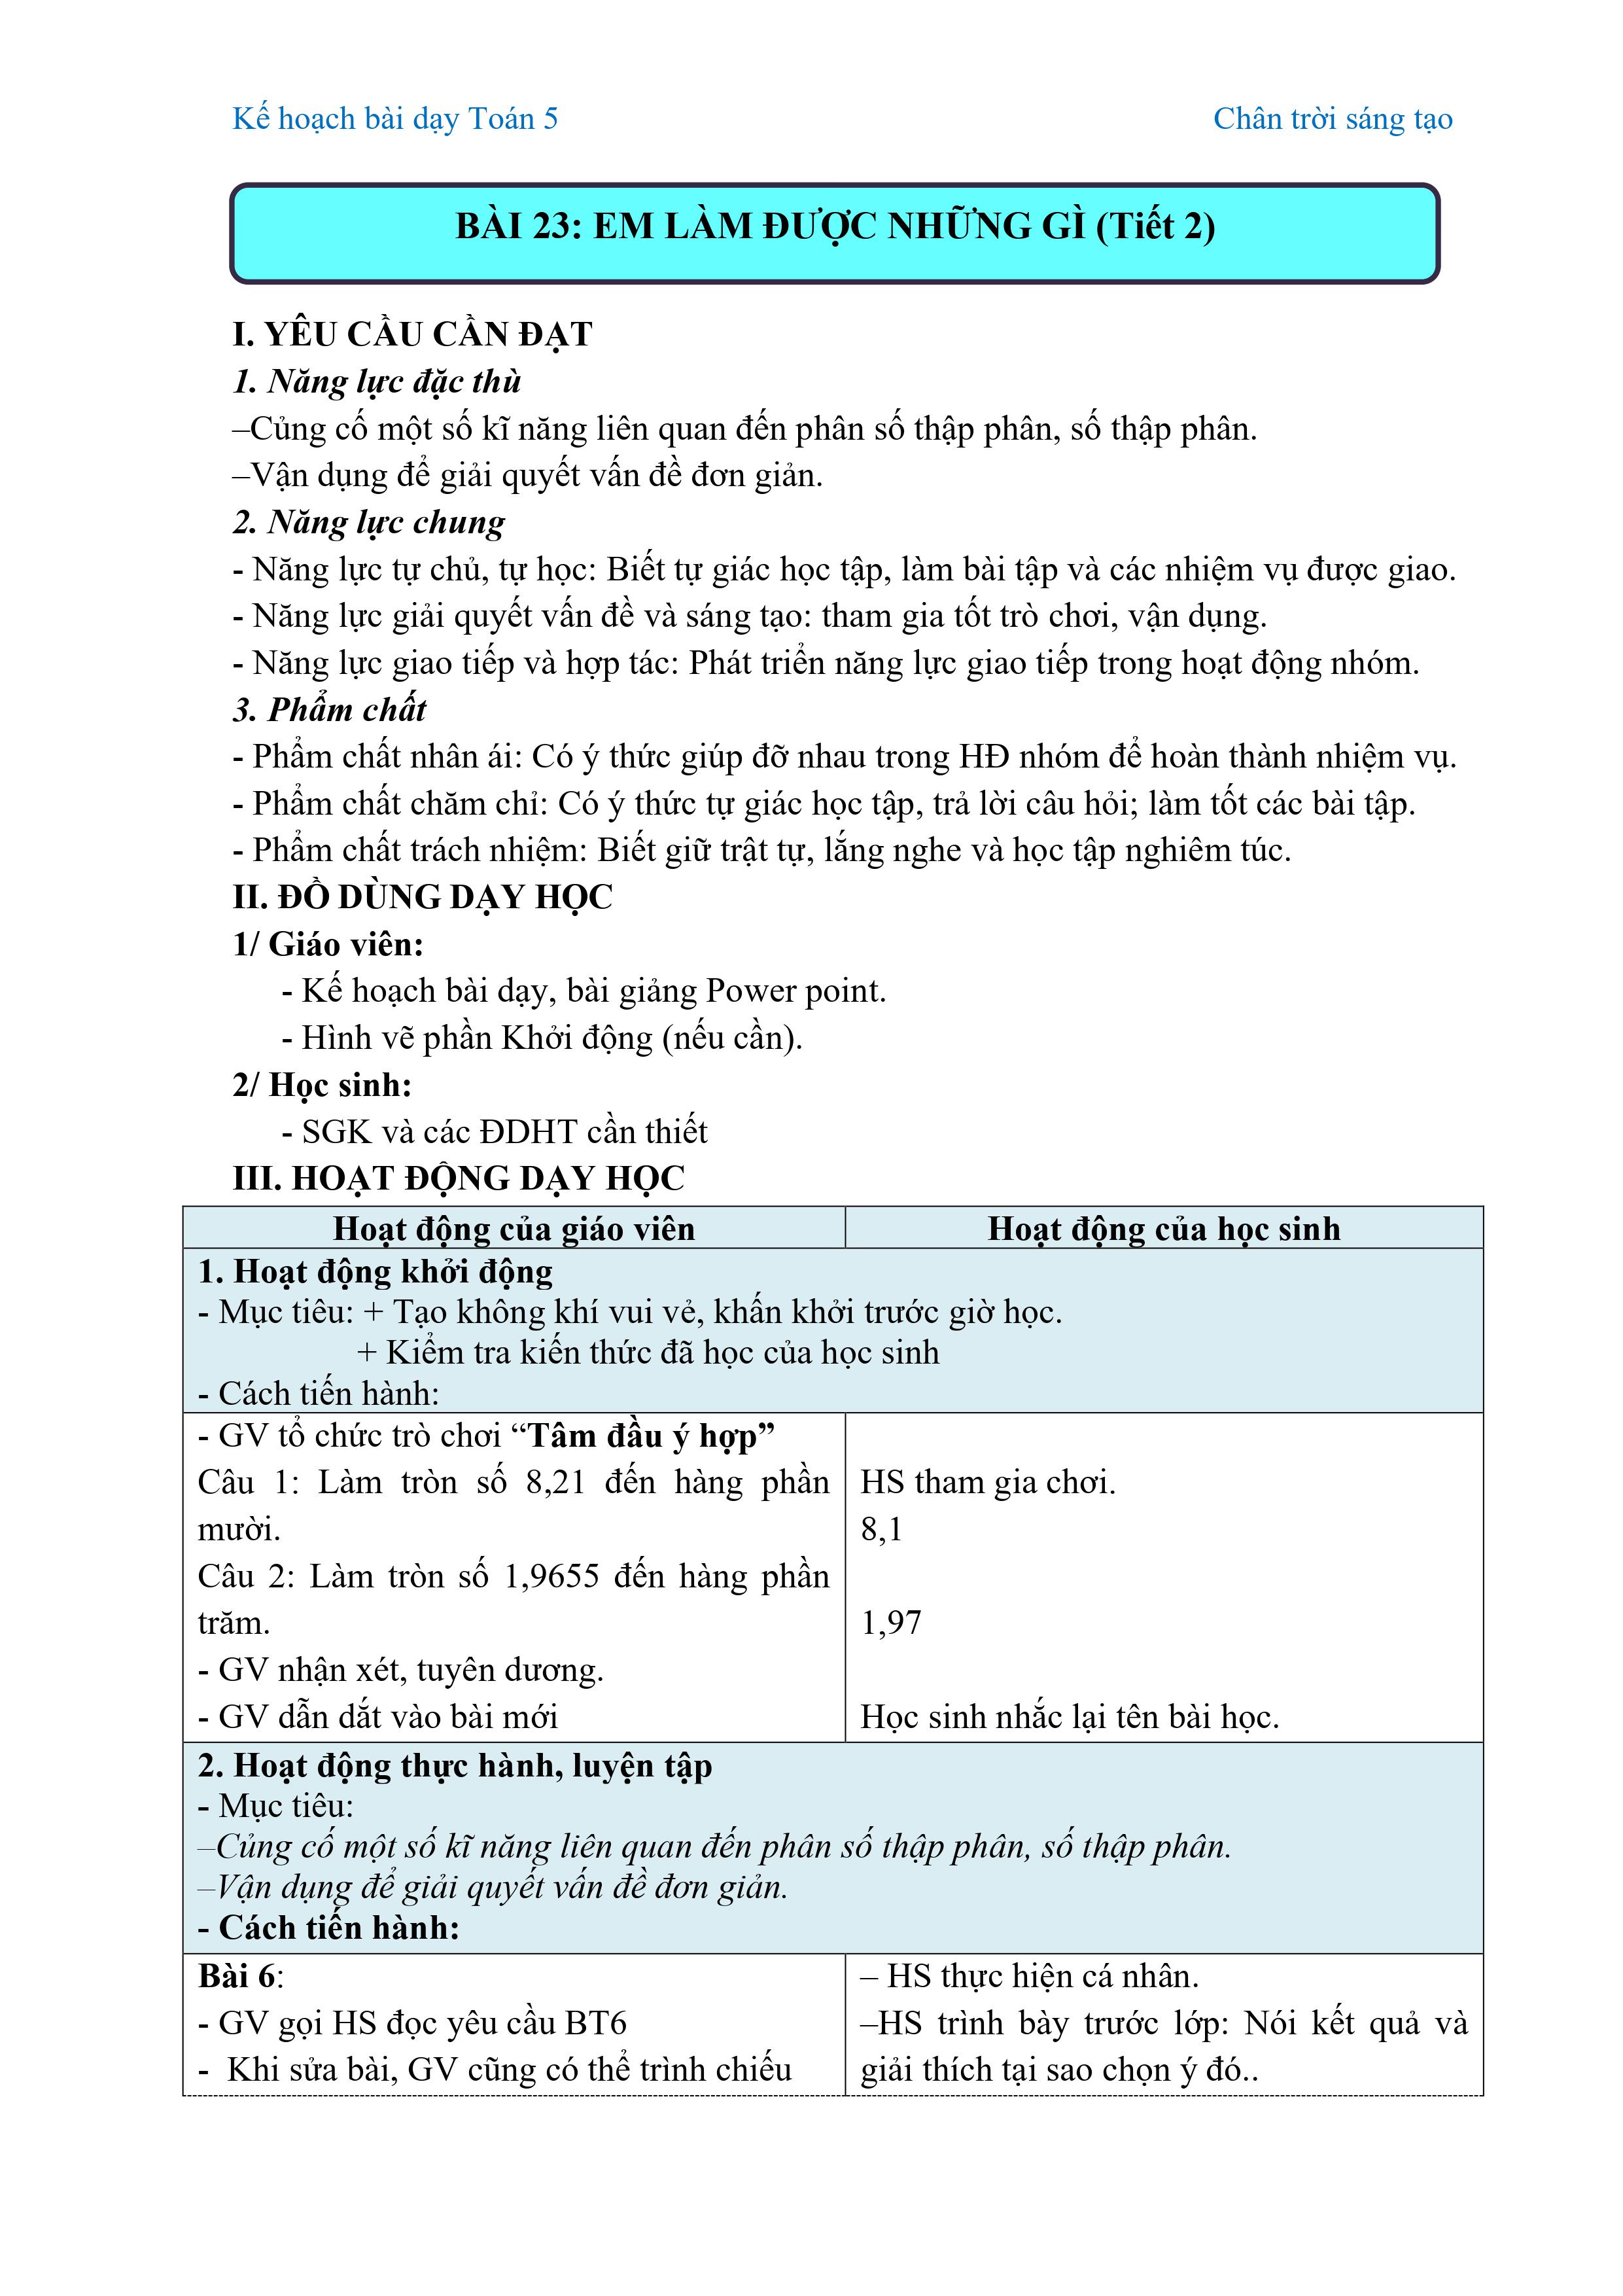 Kế hoạch bài dạy Toán 5 Chân trời sáng tạo
BÀI 23: EM LÀM ĐƯỢC NHỮNG GÌ (Tiết 2)
I. YÊU CẦU CẦN ĐẠT
1. Năng lực đặc thù
–Củng cố một số kĩ năng liên quan đến phân số thập phân, số thập phân.
–Vận dụng để giải quyết vấn đề đơn giản.
2. Năng lực chung
- Năng lực tự chủ, tự học: Biết tự giác học tập, làm bài tập và các nhiệm vụ được giao.
- Năng lực giải quyết vấn đề và sáng tạo: tham gia tốt trò chơi, vận dụng.
- Năng lực giao tiếp và hợp tác: Phát triển năng lực giao tiếp trong hoạt động nhóm.
3. Phẩm chất
- Phẩm chất nhân ái: Có ý thức giúp đỡ nhau trong HĐ nhóm để hoàn thành nhiệm vụ.
- Phẩm chất chăm chỉ: Có ý thức tự giác học tập, trả lời câu hỏi; làm tốt các bài tập.
- Phẩm chất trách nhiệm: Biết giữ trật tự, lắng nghe và học tập nghiêm túc.
II. ĐỒ DÙNG DẠY HỌC
1/ Giáo viên:
- Kế hoạch bài dạy, bài giảng Power point.
- Hình vẽ phần Khởi động (nếu cần).
2/ Học sinh:
- SGK và các ĐDHT cần thiết
III. HOẠT ĐỘNG DẠY HỌC
Hoạt động của giáo viên
Hoạt động của học sinh
1. Hoạt động khởi động
- Mục tiêu: + Tạo không khí vui vẻ, khấn khởi trước giờ học.
+ Kiểm tra kiến thức đã học của học sinh
- Cách tiến hành:
- GV tổ chức trò chơi “Tâm đầu ý hợp”
Câu 1: Làm tròn số 8,21 đến hàng phần
mười.
Câu 2: Làm tròn số 1,9655 đến hàng phần
trăm.
- GV nhận xét, tuyên dương.
- GV dẫn dắt vào bài mới
HS tham gia chơi.
8,1
1,97
Học sinh nhắc lại tên bài học.
2. Hoạt động thực hành, luyện tập
- Mục tiêu:
–Củng cố một số kĩ năng liên quan đến phân số thập phân, số thập phân.
–Vận dụng để giải quyết vấn đề đơn giản.
- Cách tiến hành:
Bài 6:
- GV gọi HS đọc yêu cầu BT6
- Khi sửa bài, GV cũng có thể trình chiếu
– HS thực hiện cá nhân.
–HS trình bày trước lớp: Nói kết quả và
giải thích tại sao chọn ý đó..